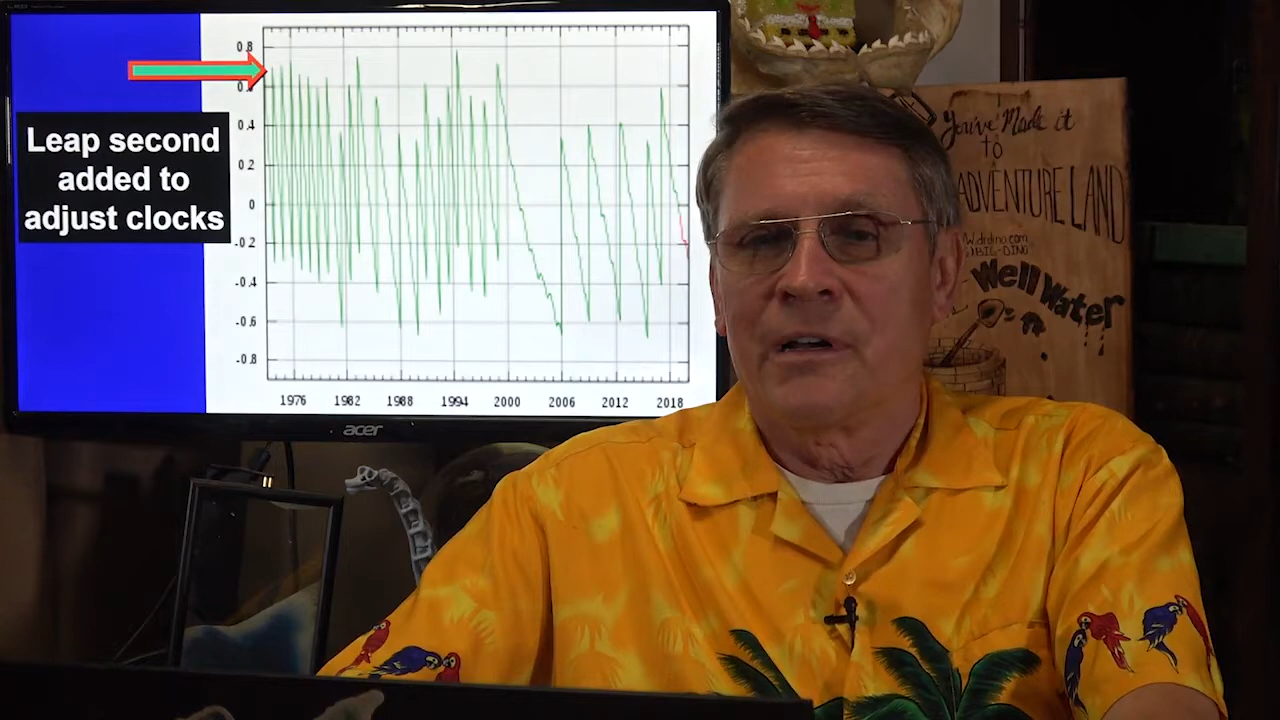 0.8
0.4
0.2
0
-0.2
-0.4
-0.6
-0.8
1976 1982 1988 1994 2000 2006 2012 2018
Leap second
added to
adjust clocks
acer
You've Made it
to
ADVENTURE LAND
W.drdino.com
Well Water